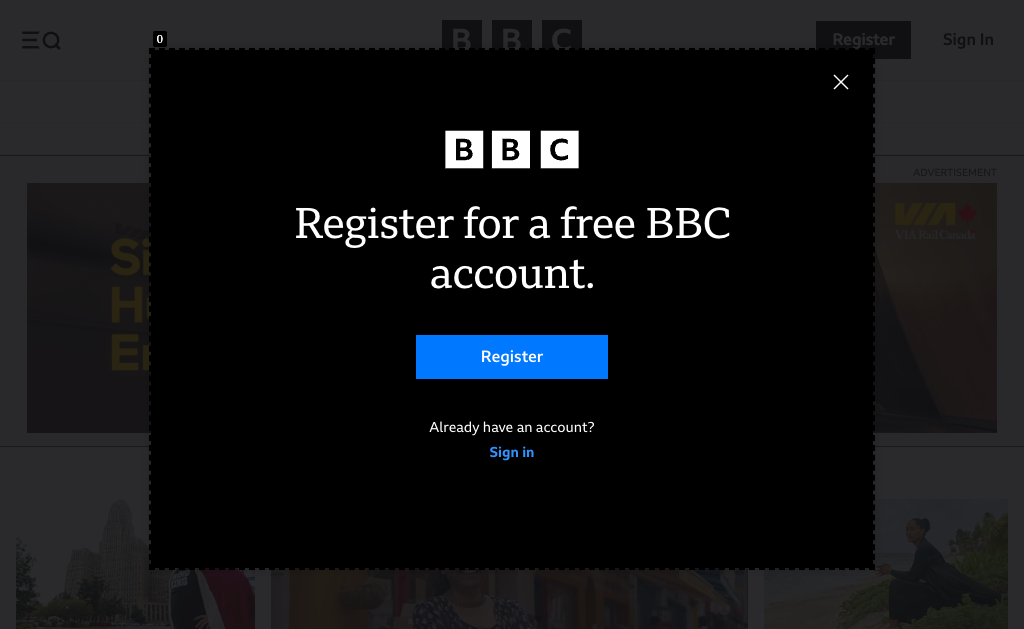 0
BBC
Register
Sign In
ADVERTISEMENT
VIA Rail Canada
BBC
Register for a free BBC
account.
Register
Already have an account?
Sign in